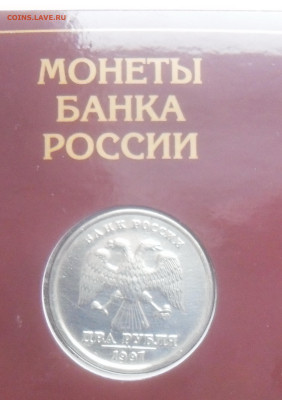 coins.lave.ru
МОНЕТЫ
БАНКА
РОССИИ
БАНК РОССИИ
ДВА РУБЛЯ
1997